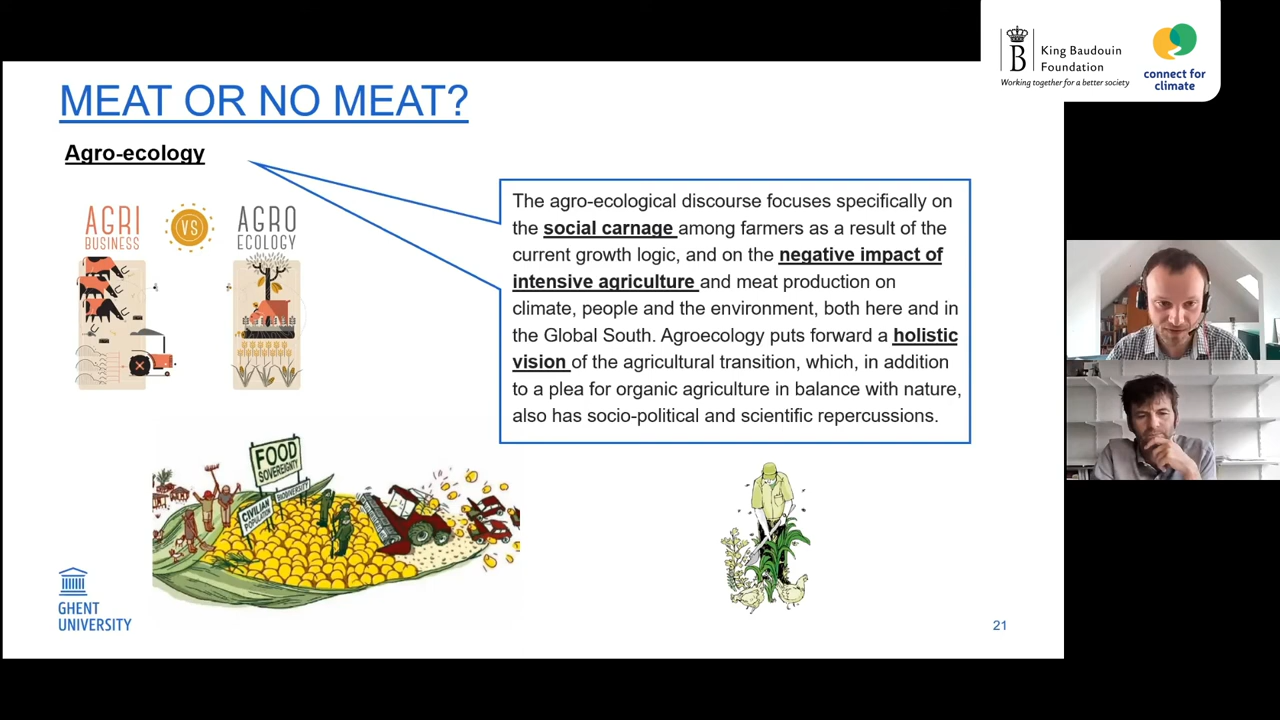 King Baudouin
Foundation
Working together for a better society
connect for
climate
MEAT OR NO MEAT?
Agro-ecology
AGRI
BUSINESS
VS
AGRO
ECOLOGY
The agro-ecological discourse focuses specifically on
the social carnage among farmers as a result of the
current growth logic, and on the negative impact of
intensive agriculture and meat production on
climate, people and the environment, both here and in
the Global South. Agroecology puts forward a holistic
vision of the agricultural transition, which, in addition
to a plea for organic agriculture in balance with nature,
also has socio-political and scientific repercussions.
FOOD
SOVEREIGNTY
BIODIVERSITY
CIVILIAN
POPULATION
GHENT
UNIVERSITY
21